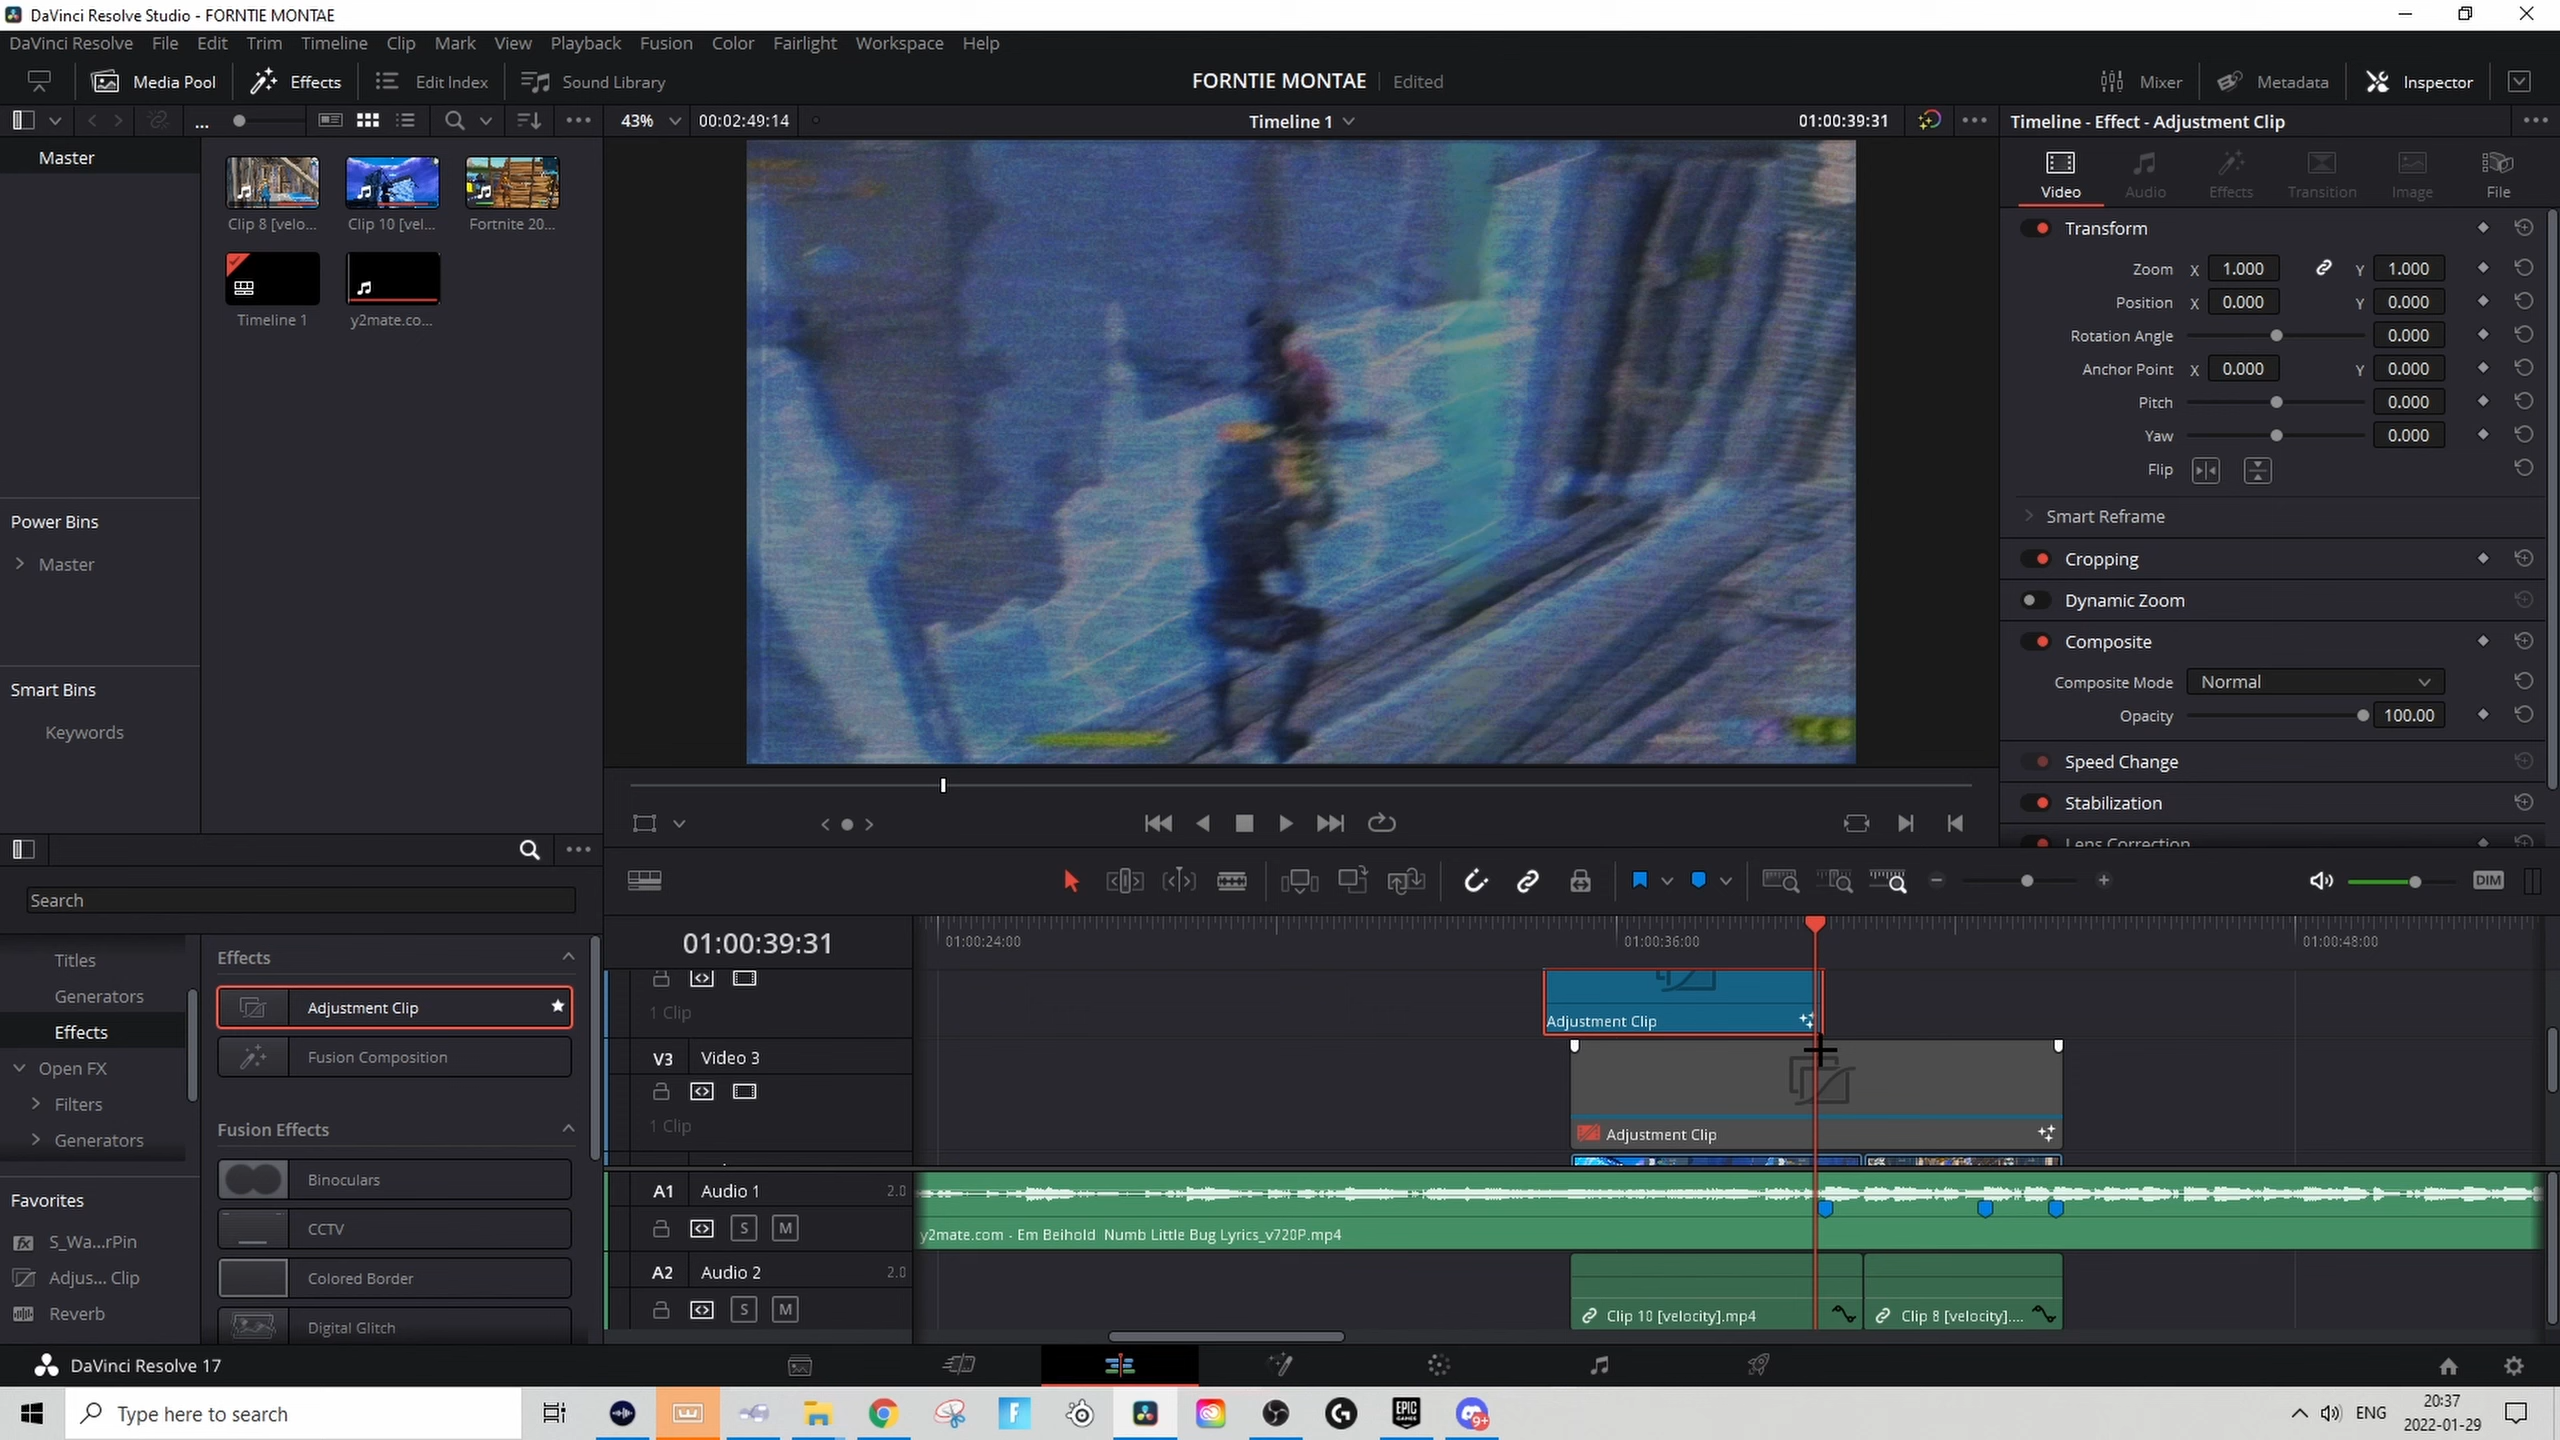 DaVinci Resolve Studio - FORNTIE MONTAE
DaVinci Resolve File Edit Trim Timeline Clip Mark View Playback Fusion Color Fairlight Workspace Help
Media Pool Effects Edit Index Sound Library FORNTIE MONTAE Edited Mixer Metadata Inspector
... 43% 00:02:49:14 Timeline 1 01:00:39:31 Timeline - Effect - Adjustment Clip
Master
Clip 8 [velo... Clip 10 [vel... Fortnite 20...
Timeline 1 y2mate.co...
Power Bins
Master
Smart Bins
Keywords
Video Audio Effects Transition Image File
Transform
Zoom X 1.000 Y 1.000
Position X 0.000 Y 0.000
Rotation Angle 0.000
Anchor Point X 0.000 Y 0.000
Pitch 0.000
Yaw 0.000
Flip
Smart Reframe
Cropping
Dynamic Zoom
Composite
Composite Mode Normal
Opacity 100.00
Speed Change
Stabilization
Lens Correction
DIM
Search
Titles
Generators
Effects
Open FX
Filters
Generators
Favorites
S_Wa...rPin
Adjus... Clip
Reverb
Effects
Adjustment Clip
Fusion Composition
Fusion Effects
Binoculars
CCTV
Colored Border
Digital Glitch
01:00:39:31 01:00:24:00 01:00:36:00 01:00:48:00
1 Clip
Adjustment Clip
V3 Video 3
1 Clip
Adjustment Clip
A1 Audio 1 2.0
S M
y2mate.com - Em Beihold Numb Little Bug Lyrics_v720P.mp4
A2 Audio 2 2.0
S M
Clip 10 [velocity].mp4 Clip 8 [velocity]....
DaVinci Resolve 17
Type here to search
F
EPIC GAMES
9+
ENG
20:37
2022-01-29